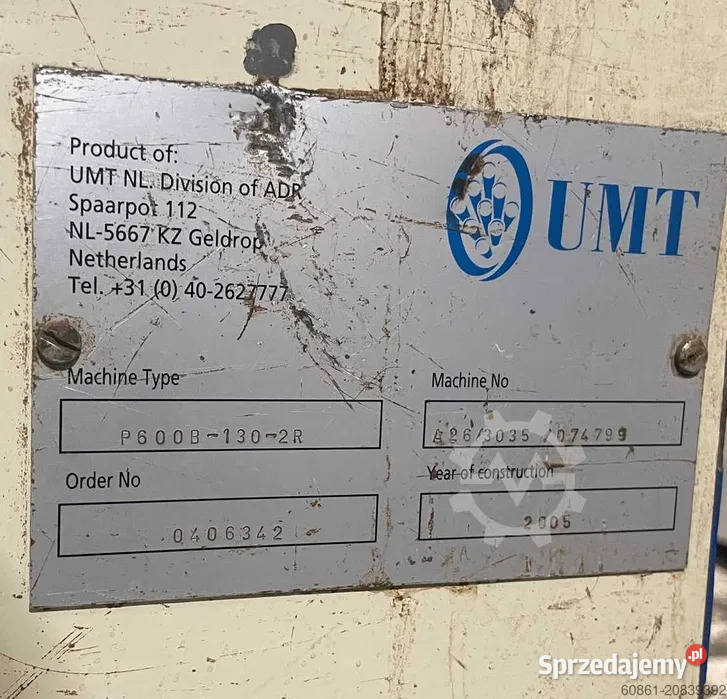 Product of:
UMT NL. Division of ADR
Spaarpot 112
NL-5667 KZ Geldrop
Netherlands
Tel. +31 (0) 40-2627777
UMT
Machine Type
P600B-130-2R
Machine No
A26/3035 /074799
Order No
0406342
Year of construction
2005
Sprzedajemy.pl